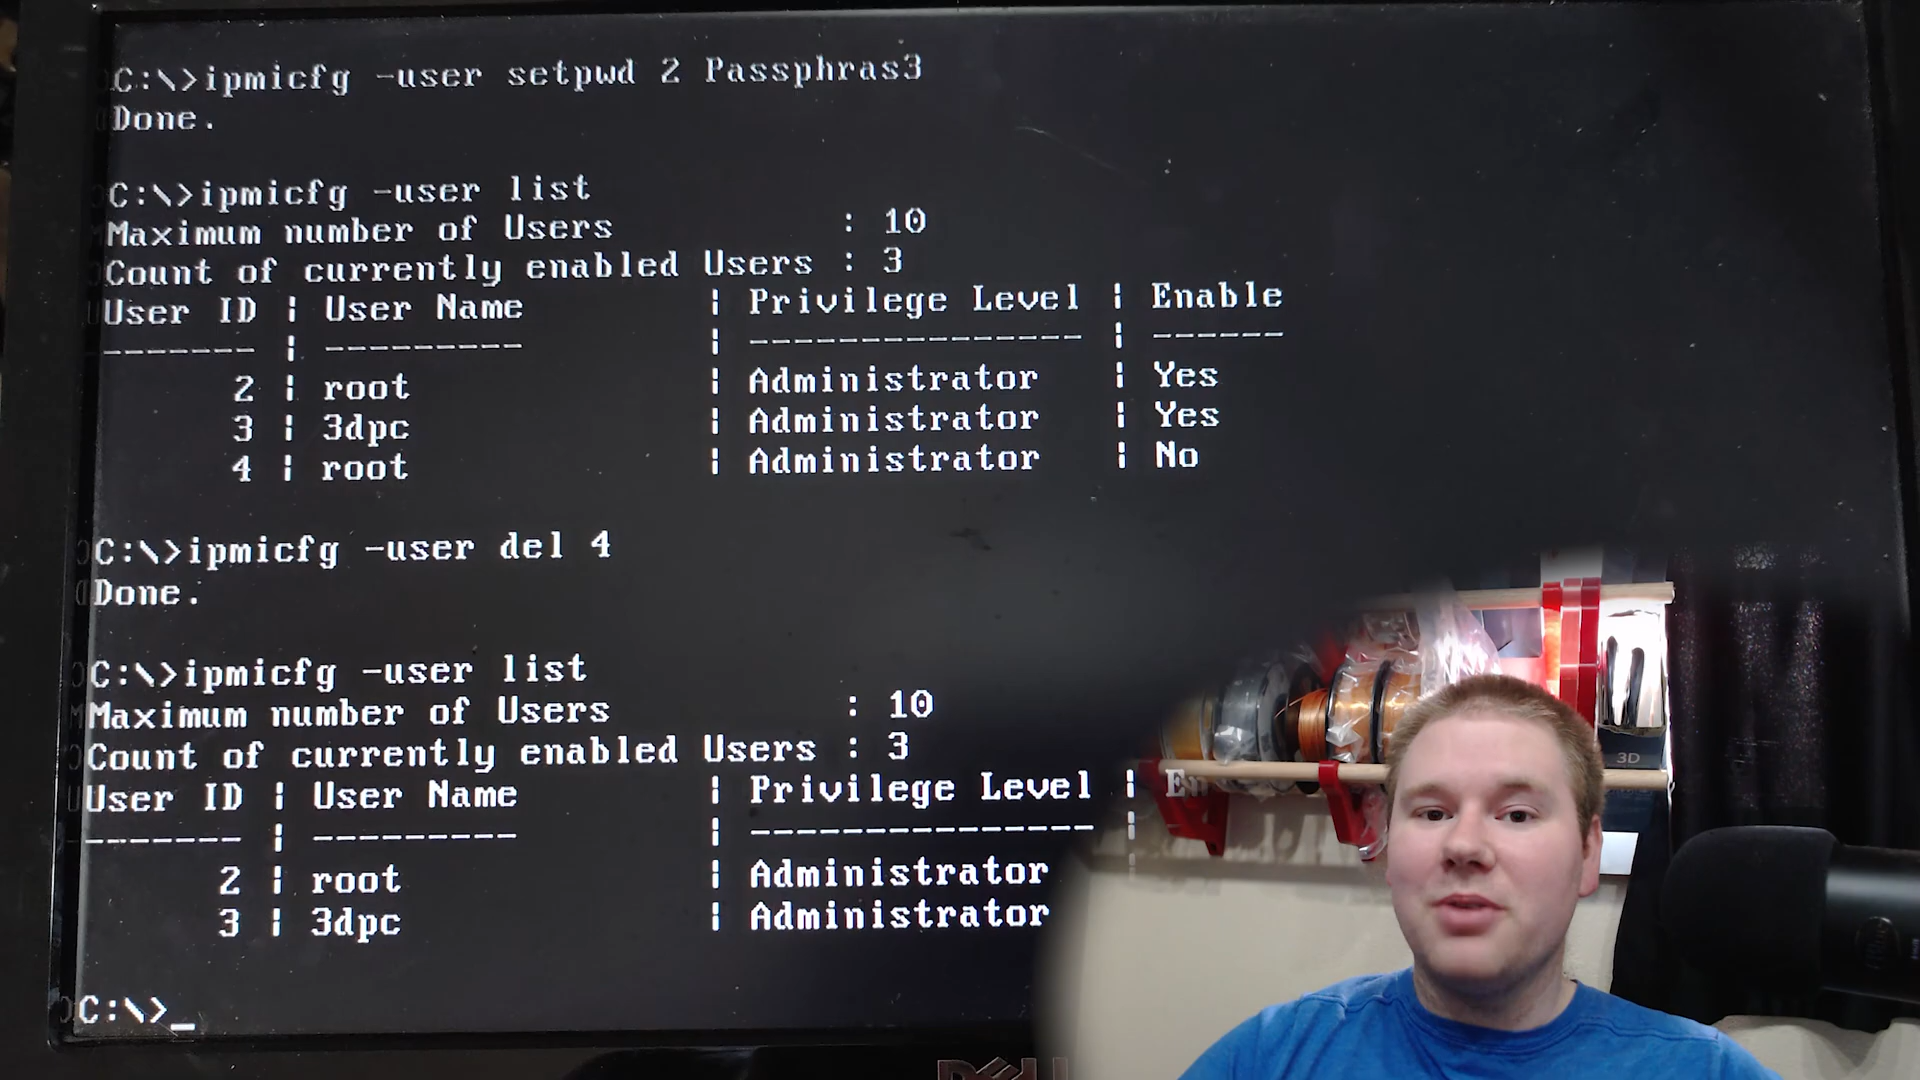 C:\>ipmicfg -user setpwd 2 Passphras3
Done.
C:\>ipmicfg -user list
Maximum number of Users : 10
Count of currently enabled Users : 3
User ID | User Name | Privilege Level | Enable
------- | --------- | --------------- | ------
2 | root | Administrator | Yes
3 | 3dpc | Administrator | Yes
4 | root | Administrator | No
C:\>ipmicfg -user del 4
Done.
C:\>ipmicfg -user list
Maximum number of Users : 10
Count of currently enabled Users : 3
User ID | User Name | Privilege Level |
------- | --------- | --------------- |
2 | root | Administrator
3 | 3dpc | Administrator
C:\>_
3D
DELL